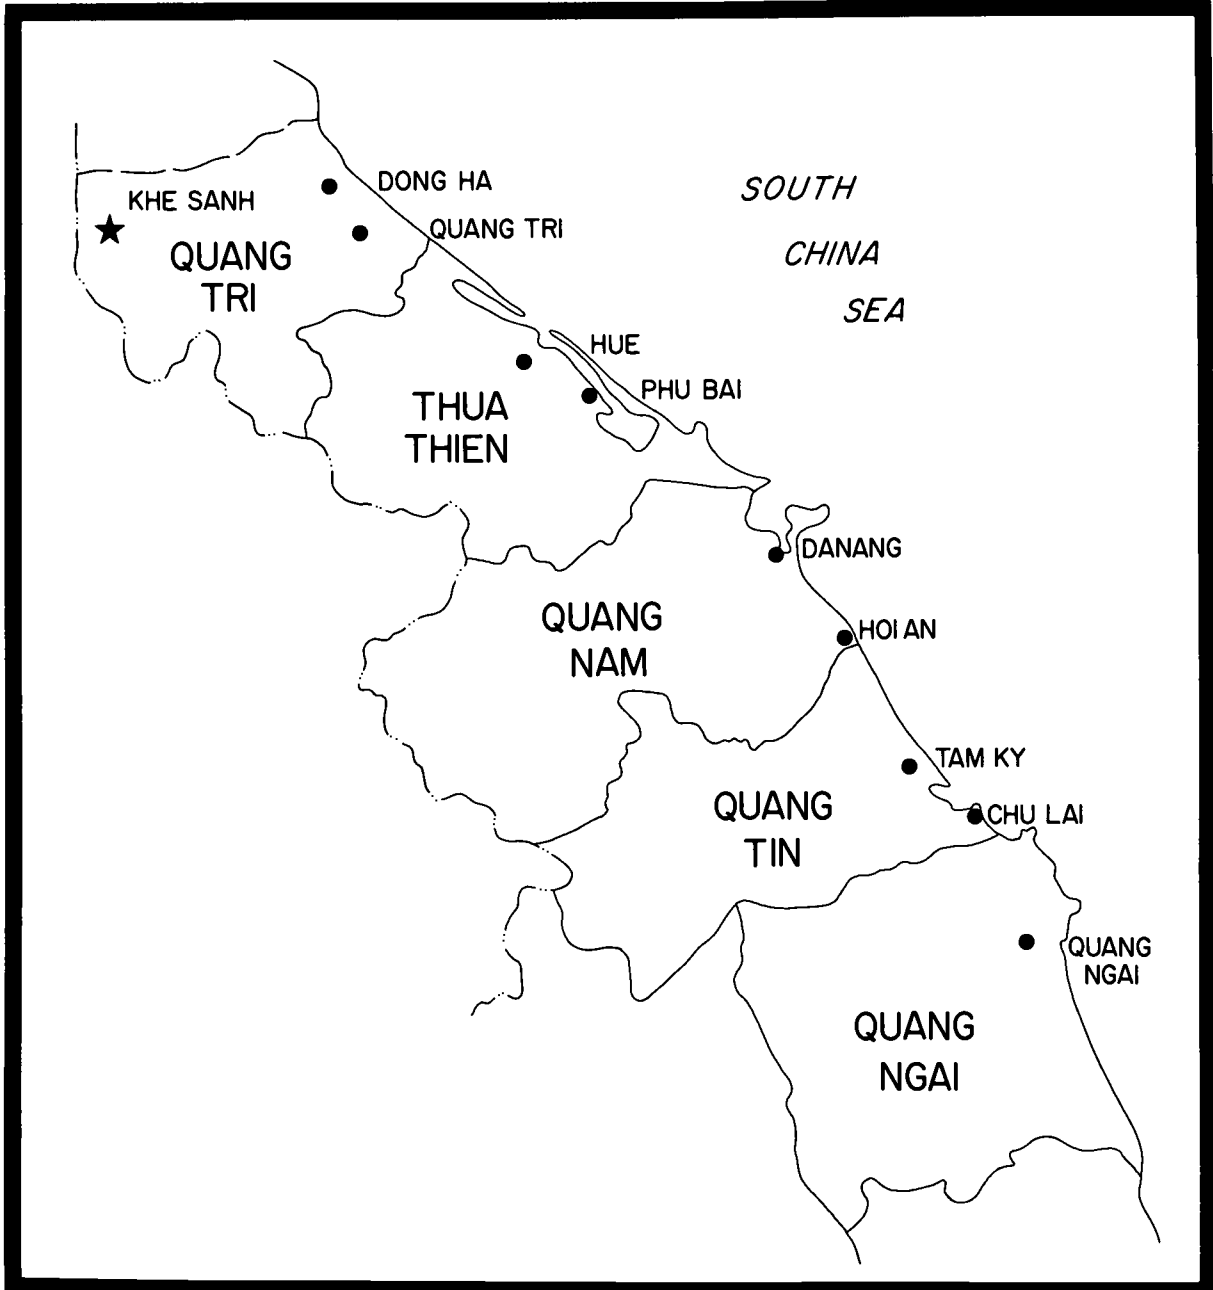 DONG HA
SOUTH
KHE SANH
QUANG TRI
CHINA
QUANG
TRI
SEA
HUE
PHU BAI
THUA
THIEN
DANANG
QUANG
NAM
HOI AN
TAM KY
QUANG
TIN
CHU LAI
QUANG
NGAI
QUANG
NGAI